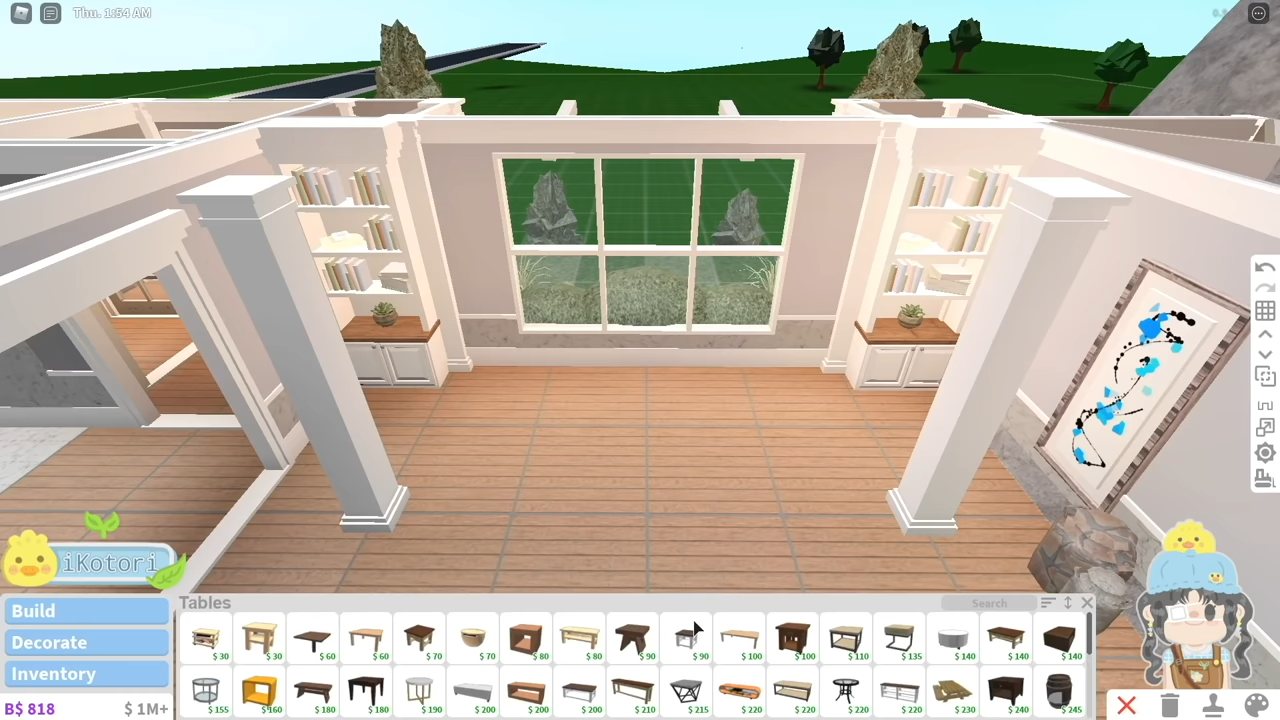 Thu. 1:54 AM
iKotori
Build
Decorate
Inventory
B$ 818
$ 1M+
Tables
Search
$ 30 $ 30 $ 60 $ 60 $ 70 $ 70 $ 80 $ 80 $ 90 $ 90 $ 100 $ 100 $ 110 $ 135 $ 140 $ 140 $ 140
$ 155 $ 160 $ 180 $ 180 $ 190 $ 200 $ 200 $ 200 $ 210 $ 215 $ 220 $ 220 $ 220 $ 220 $ 230 $ 240 $ 245